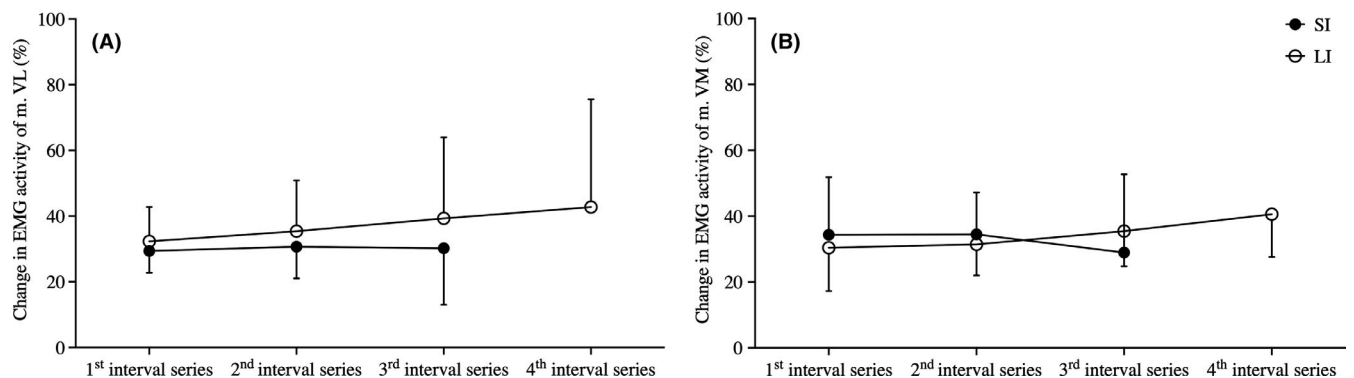 (A)
Change in EMG activity of m. VL (%)
100
80
60
40
20
0
1st interval series 2nd interval series 3rd interval series 4th interval series
(B)
Change in EMG activity of m. VM (%)
100
80
60
40
20
0
1st interval series 2nd interval series 3rd interval series 4th interval series
SI
LI